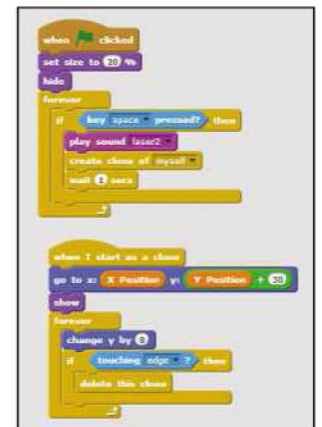 when clicked
set size to 20 %
hide
forever
if key space pressed? then
play sound laser2
create clone of myself
wait 1 secs
when I start as a clone
go to x: X Position y: Y Position + 30
show
forever
change y by
if touching edge ? then
delete this clone